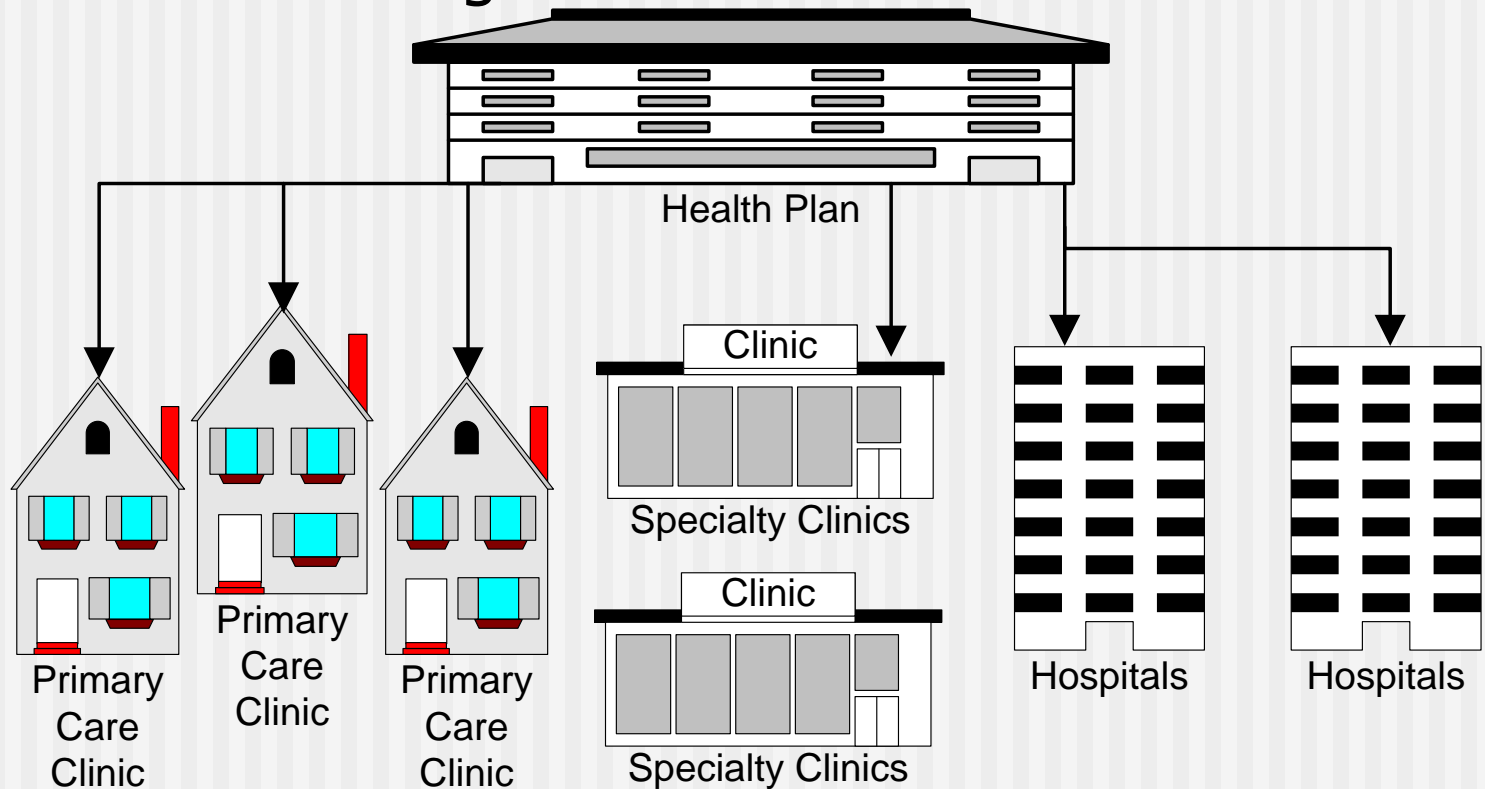 Health Plan
Clinic
Specialty Clinics
Primary
Care
Clinic
Primary
Care
Clinic
Primary
Care
Clinic
Clinic
Specialty Clinics
Hospitals
Hospitals